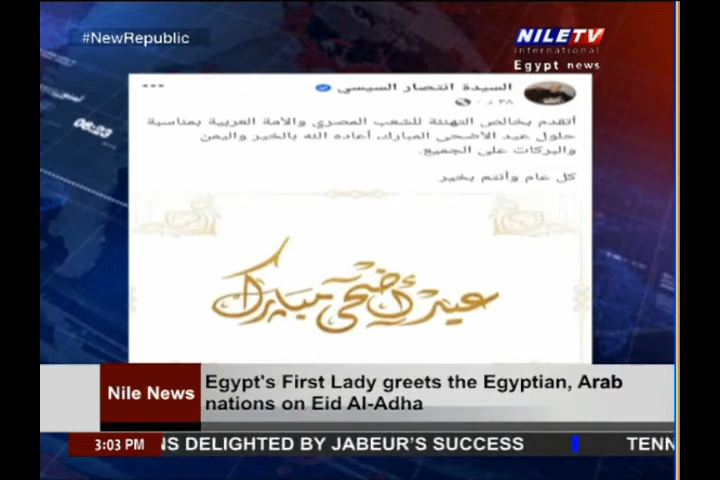 #NewRepublic
NILETV
international
Egypt news
السيدة انتصار السيسي
٢٨ د
أتقدم بخالص التهنئة للشعب المصري والأمة العربية بمناسبة
حلول عيد الأضحى المبارك، أعاده الله بالخير واليمن
والبركات على الجميع.
كل عام وأنتم بخير
عيد أضحى مبارك
Nile News
Egypt's First Lady greets the Egyptian, Arab
nations on Eid Al-Adha
3:03 PM NS DELIGHTED BY JABEUR'S SUCCESS TENN